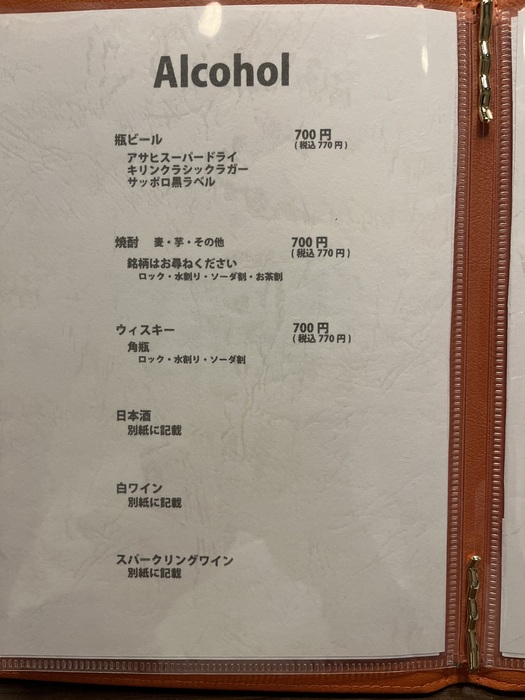 Alcohol
瓶ビール 700円
(税込 770円)
アサヒスーパードライ
キリンクラシックラガー
サッポロ黒ラベル
焼酎 麦・芋・その他 700円
(税込 770円)
銘柄はお尋ねください
ロック・水割り・ソーダ割・お茶割
ウィスキー 700円
(税込 770円)
角瓶
ロック・水割り・ソーダ割
日本酒
別紙に記載
白ワイン
別紙に記載
スパークリングワイン
別紙に記載